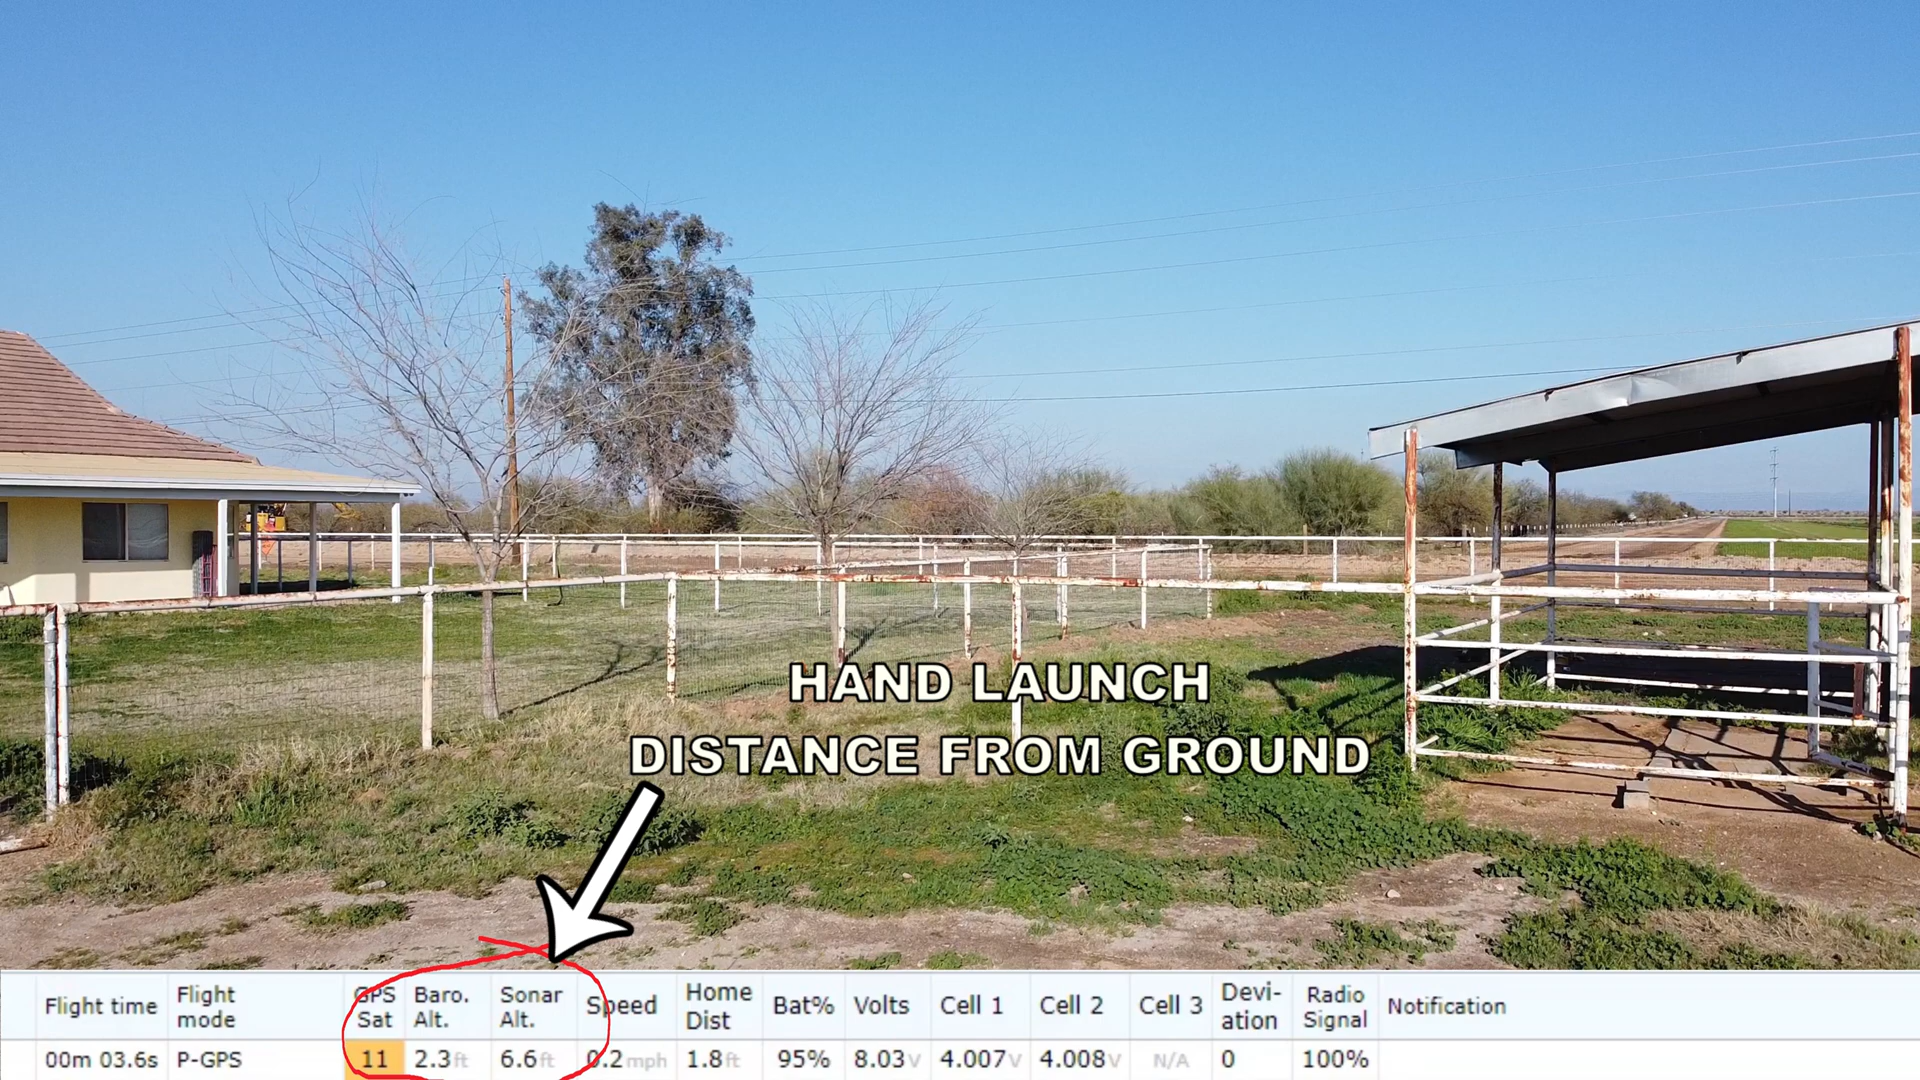 HAND LAUNCH
DISTANCE FROM GROUND
Flight time Flight mode GPS Sat Baro. Alt. Sonar Alt. Speed Home Dist Bat% Volts Cell 1 Cell 2 Cell 3 Devi-ation Radio Signal Notification
00m 03.6s P-GPS 11 2.3ft 6.6ft 0.2mph 1.8ft 95% 8.03V 4.007V 4.008V N/A 0 100%